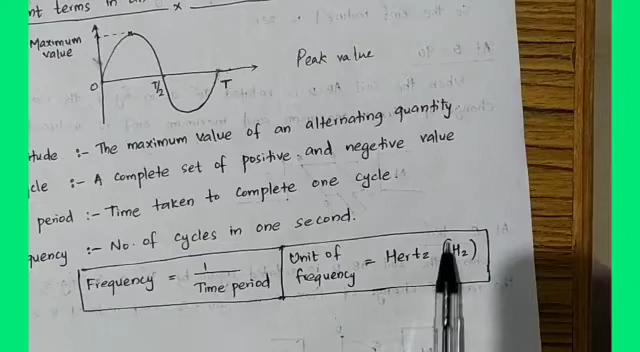 nt terms in an
x
Maximum
value
O
T/2
T
Peak value
itude :- The maximum value of an alternating quantity
cle :- A complete set of positive and negetive value
period :- Time taken to complete one cycle.
quency :- No. of cycles in one second.
Frequency = 1 / Time period
Unit of frequency = Hertz (Hz)